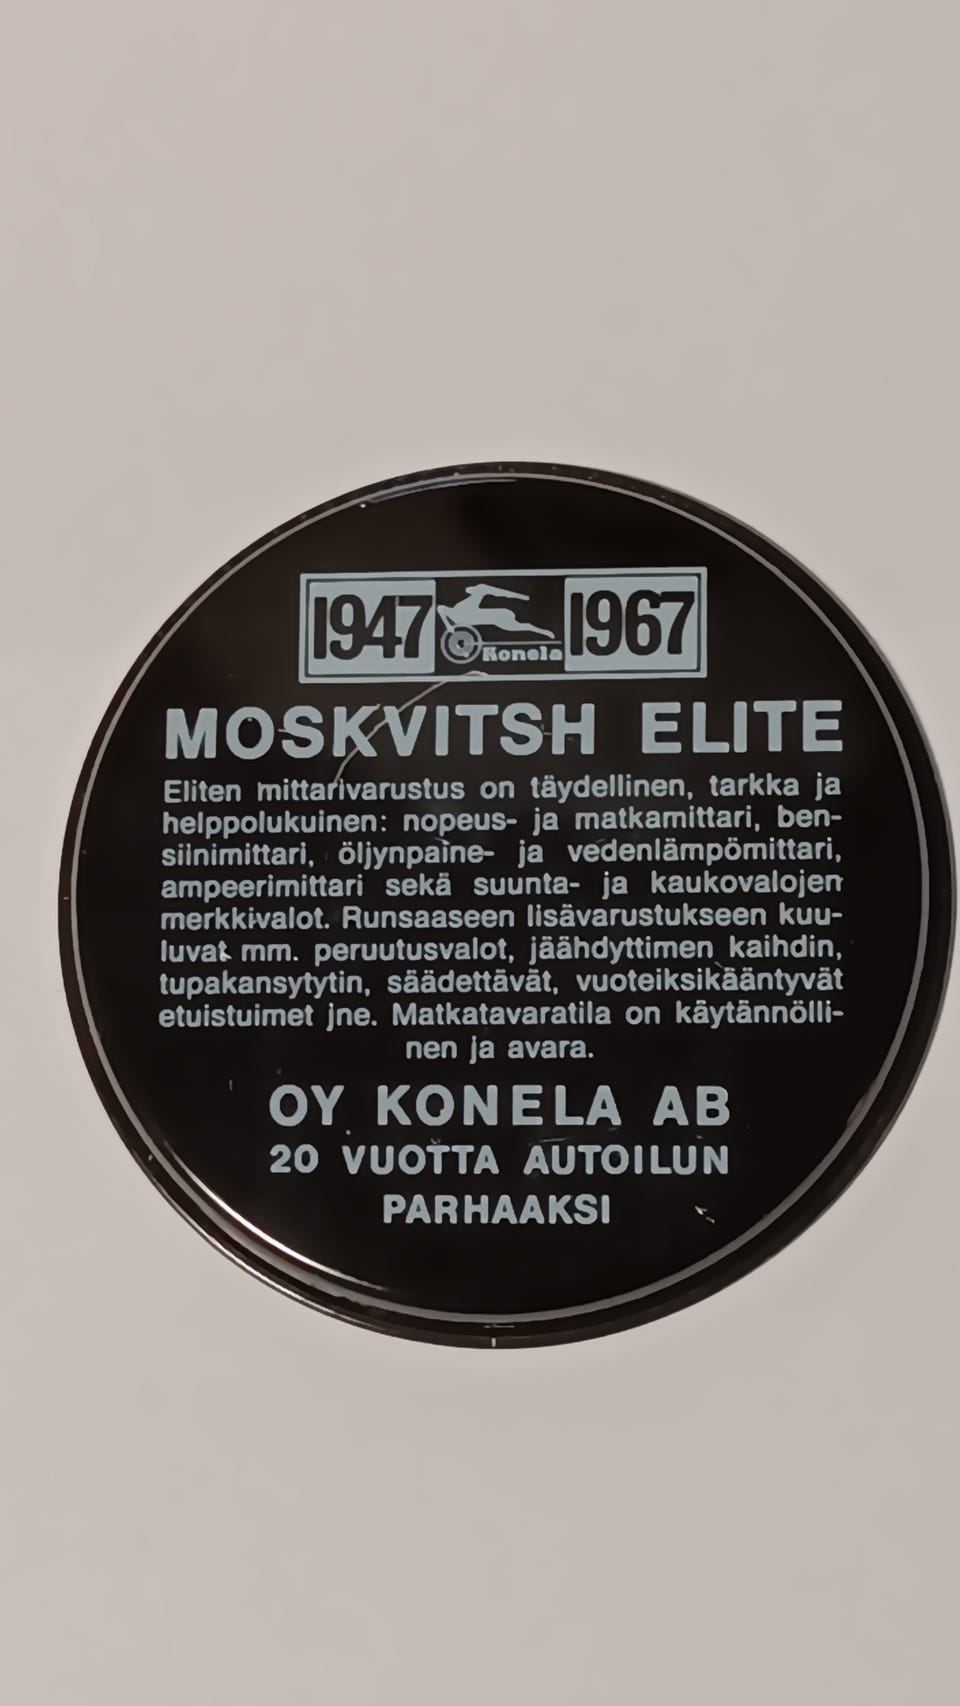 1947 Konela 1967
MOSKVITSH ELITE
Eliten mittarivarustus on täydellinen, tarkka ja
helppolukuinen: nopeus- ja matkamittari, ben-
siinimittari, öljynpaine- ja vedenlämpömittari,
ampeerimittari sekä suunta- ja kaukovalojen
merkkivalot. Runsaaseen lisävarustukseen kuu-
luvat mm. peruutusvalot, jäähdyttimen kaihdin,
tupakansytytin, säädettävät, vuoteiksikääntyvät
etuistuimet jne. Matkatavaratila on käytännölli-
nen ja avara.
OY KONELA AB
20 VUOTTA AUTOILUN
PARHAAKSI